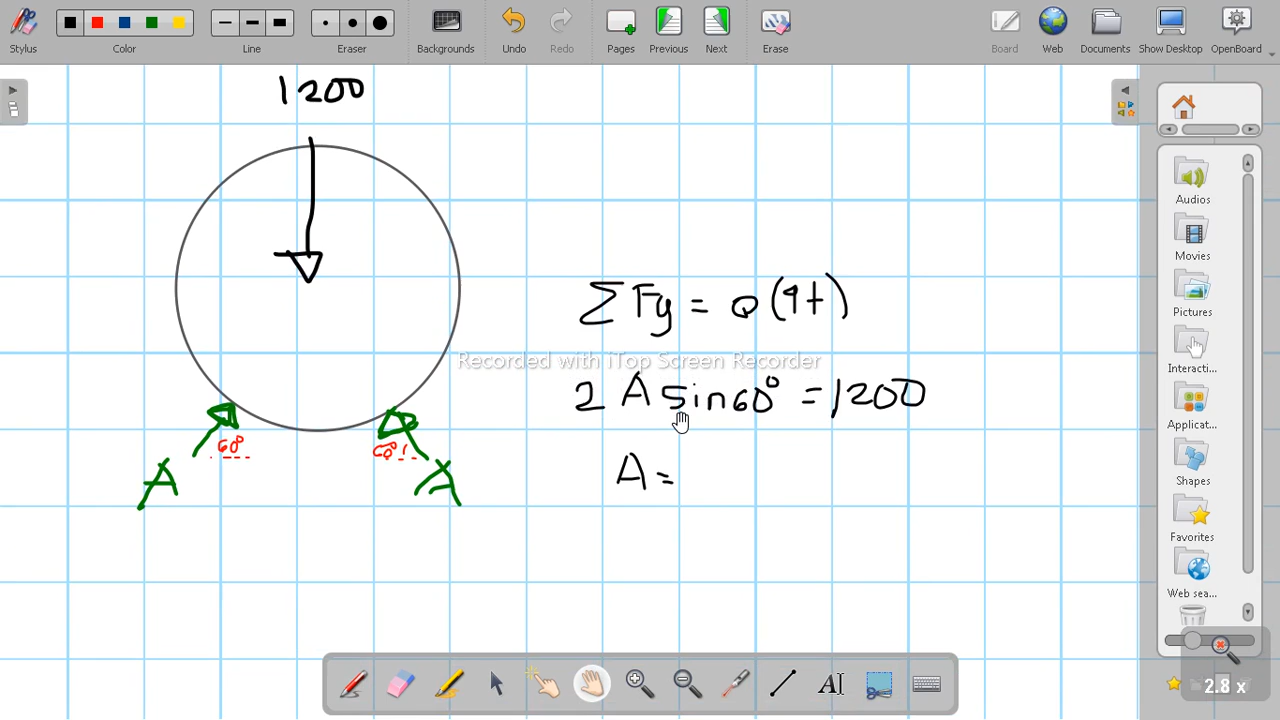 Stylus
Color
Line
Eraser
Backgrounds
Undo
Redo
Pages
Previous
Next
Erase
Board
Web
Documents
Show Desktop
OpenBoard
1200
Audios
Movies
Pictures
Interacti...
Applicat...
Shapes
Favorites
Web sea...
ΣFy = 0 (↑+)
Recorded with iTop Screen Recorder
2 A sin60° = 1200
60°
60°
A
A
A =
2.8 x